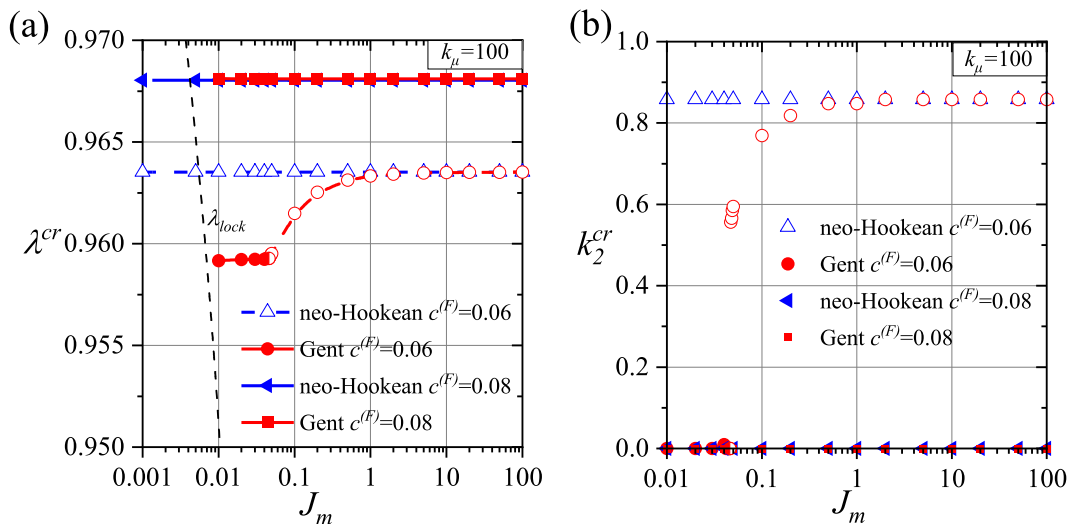 (a)
0.970
0.965
0.960
0.955
0.950
λ^cr
k_μ=100
λ_lock
neo-Hookean c^(F)=0.06
Gent c^(F)=0.06
neo-Hookean c^(F)=0.08
Gent c^(F)=0.08
0.001 0.01 0.1 1 10 100
J_m
(b)
1.0
0.8
0.6
0.4
0.2
0.0
k_2^cr
k_μ=100
neo-Hookean c^(F)=0.06
Gent c^(F)=0.06
neo-Hookean c^(F)=0.08
Gent c^(F)=0.08
0.01 0.1 1 10 100
J_m